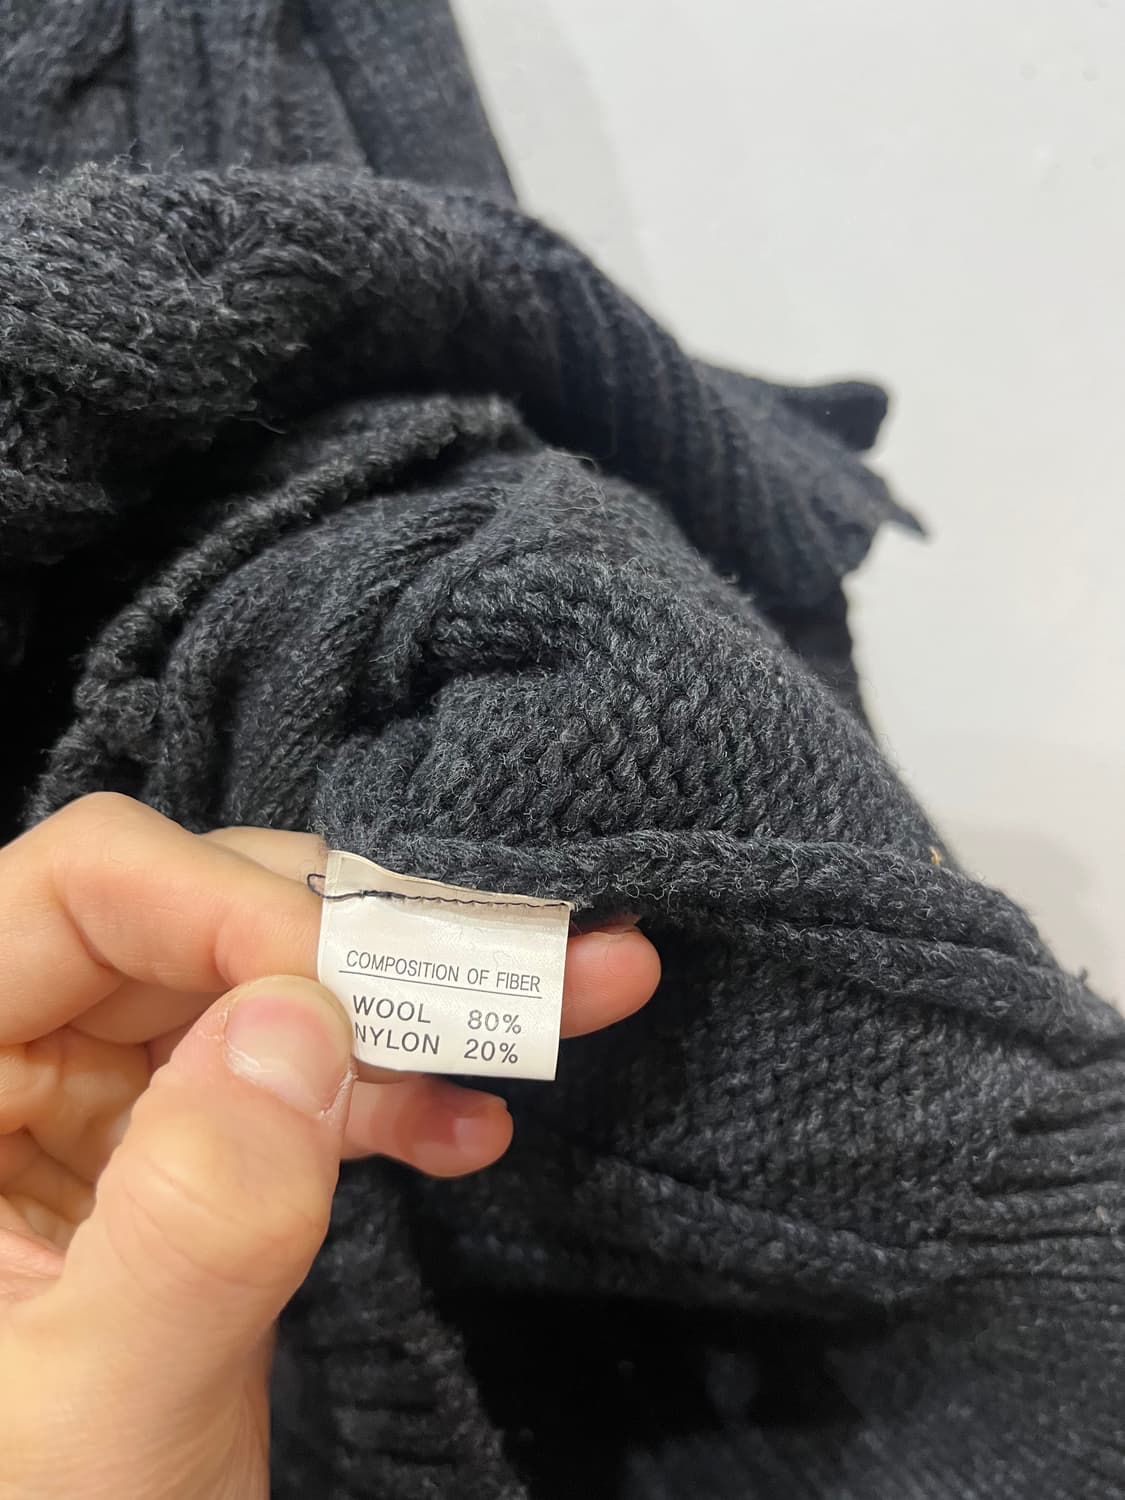 COMPOSITION OF FIBER
WOOL 80%
NYLON 20%